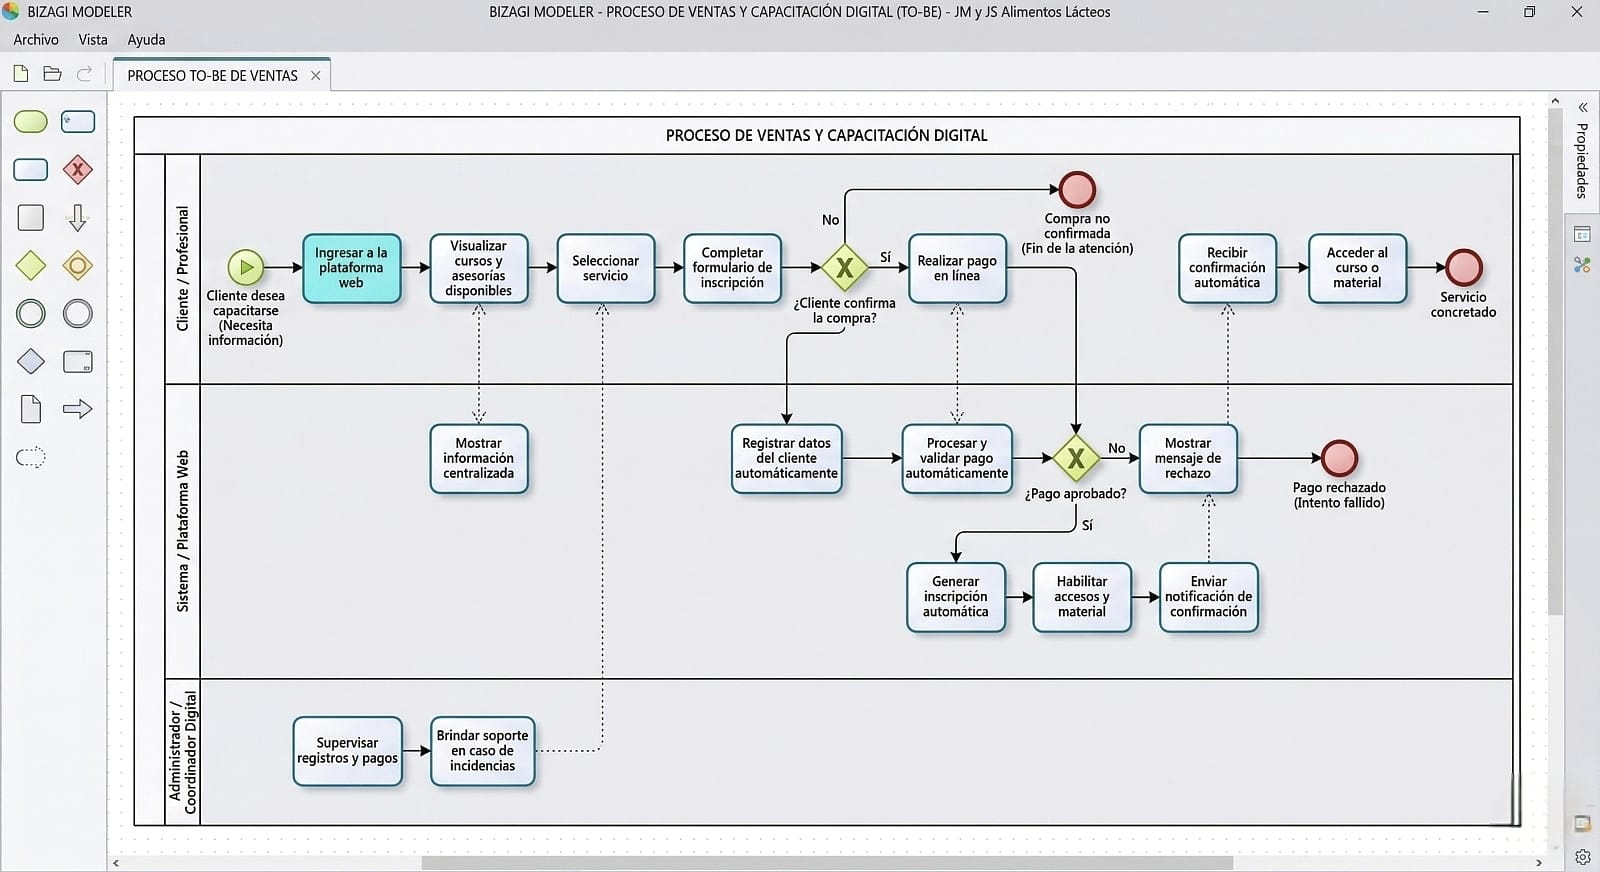 BIZAGI MODELER
BIZAGI MODELER - PROCESO DE VENTAS Y CAPACITACIÓN DIGITAL (TO-BE) - JM y JS Alimentos Lácteos
Archivo Vista Ayuda
PROCESO TO-BE DE VENTAS
Propiedades
PROCESO DE VENTAS Y CAPACITACIÓN DIGITAL
Cliente / Profesional
Cliente desea
capacitarse
(Necesita
información)
Ingresar a la
plataforma
web
Visualizar
cursos y
asesorías
disponibles
Seleccionar
servicio
Completar
formulario de
inscripción
X
¿Cliente confirma
la compra?
No
Sí
Compra no
confirmada
(Fin de la atención)
Realizar pago
en línea
Recibir
confirmación
automática
Acceder al
curso o
material
Servicio
concretado
Sistema / Plataforma Web
Mostrar
información
centralizada
Registrar datos
del cliente
automáticamente
Procesar y
validar pago
automáticamente
X
¿Pago aprobado?
No
Sí
Mostrar
mensaje de
rechazo
Pago rechazado
(Intento fallido)
Generar
inscripción
automática
Habilitar
accesos y
material
Enviar
notificación de
confirmación
Administrador /
Coordinador Digital
Supervisar
registros y pagos
Brindar soporte
en caso de
incidencias